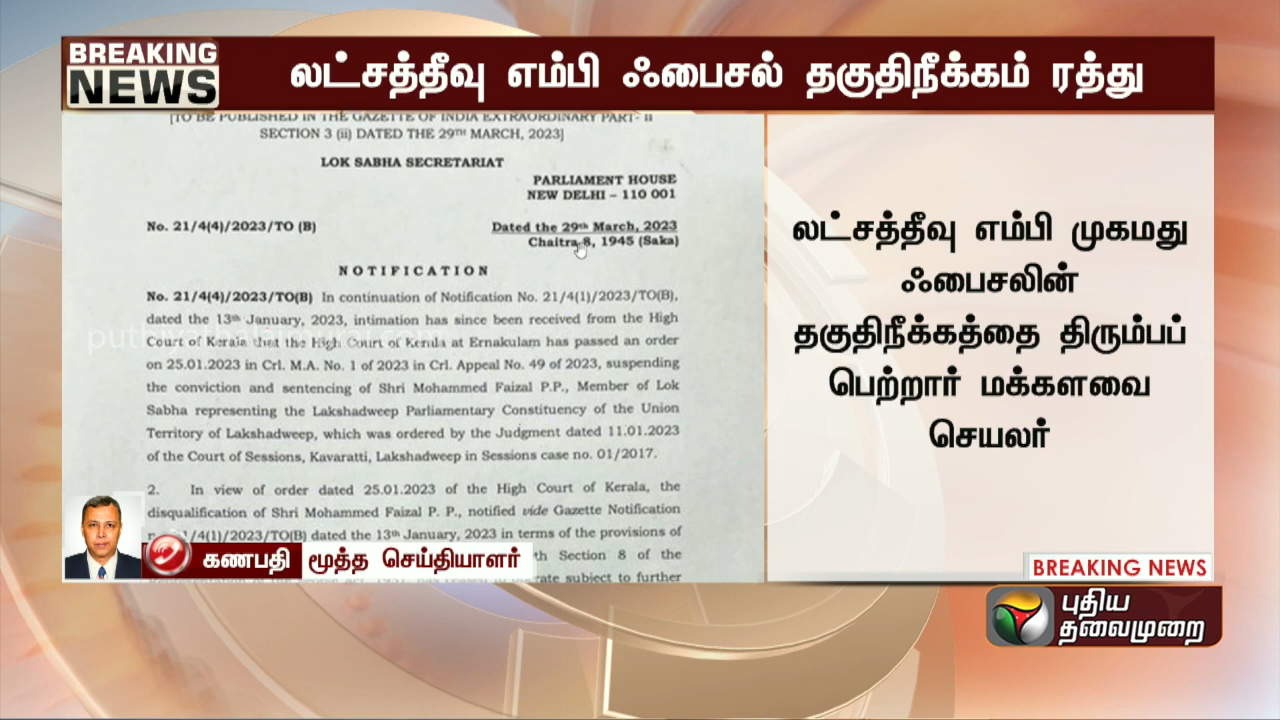 BREAKING
NEWS
லட்சத்தீவு எம்பி ஃபைசல் தகுதிநீக்கம் ரத்து
[TO BE PUBLISHED IN THE GAZETTE OF INDIA EXTRAORDINARY PART- II
SECTION 3 (ii) DATED THE 29TH MARCH, 2023]
LOK SABHA SECRETARIAT
PARLIAMENT HOUSE
NEW DELHI – 110 001
No. 21/4(4)/2023/TO (B)
Dated the 29th March, 2023
Chaitra 8, 1945 (Saka)
NOTIFICATION
No. 21/4(4)/2023/TO(B) In continuation of Notification No. 21/4(1)/2023/TO(B),
dated the 13th January, 2023, intimation has since been received from the High
Court of Kerala that the High Court of Kerala at Ernakulam has passed an order
on 25.01.2023 in Crl. M.A. No. 1 of 2023 in Crl. Appeal No. 49 of 2023, suspending
the conviction and sentencing of Shri Mohammed Faizal P.P., Member of Lok
Sabha representing the Lakshadweep Parliamentary Constituency of the Union
Territory of Lakshadweep, which was ordered by the Judgment dated 11.01.2023
of the Court of Sessions, Kavaratti, Lakshadweep in Sessions case no. 01/2017.
2. In view of order dated 25.01.2023 of the High Court of Kerala, the
disqualification of Shri Mohammed Faizal P. P., notified vide Gazette Notification
1/4(1)/2023/TO(B) dated the 13th January, 2023 in terms of the provisions of
Section 8 of the
subject to further
லட்சத்தீவு எம்பி முகமது
ஃபைசலின்
தகுதிநீக்கத்தை திரும்பப்
பெற்றார் மக்களவை
செயலர்
கணபதி மூத்த செய்தியாளர்
BREAKING NEWS
புதிய
தலைமுறை